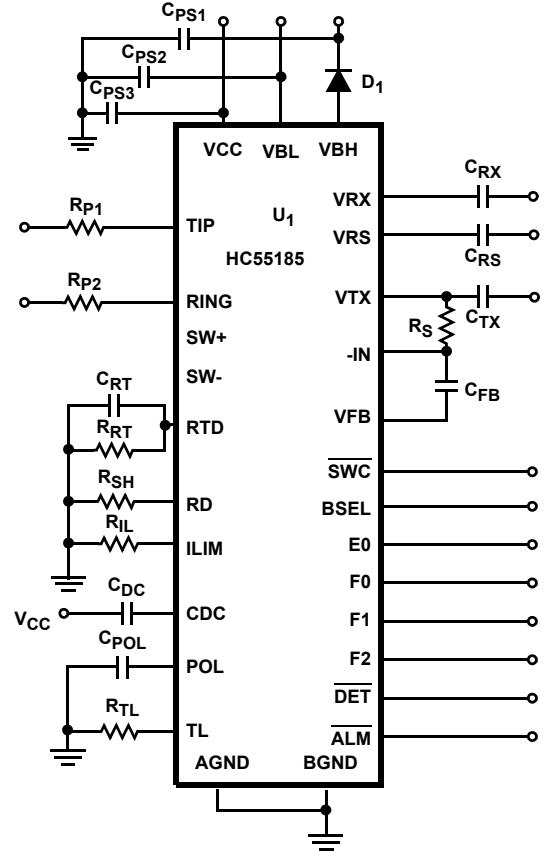 CPS1
CPS2
CPS3
D1
VCC VBL VBH
CRX
VRX
RP1
U1
TIP
VRS
HC55185
CRS
RP2
RING
VTX
CTX
SW+
RS
-IN
SW-
CRT
CFB
VFB
RTD
RRT
SWC
RSH
RD
BSEL
RIL
E0
ILIM
CDC
F0
VCC
CDC
F1
CPOL
POL
F2
RTL
DET
TL
ALM
AGND BGND